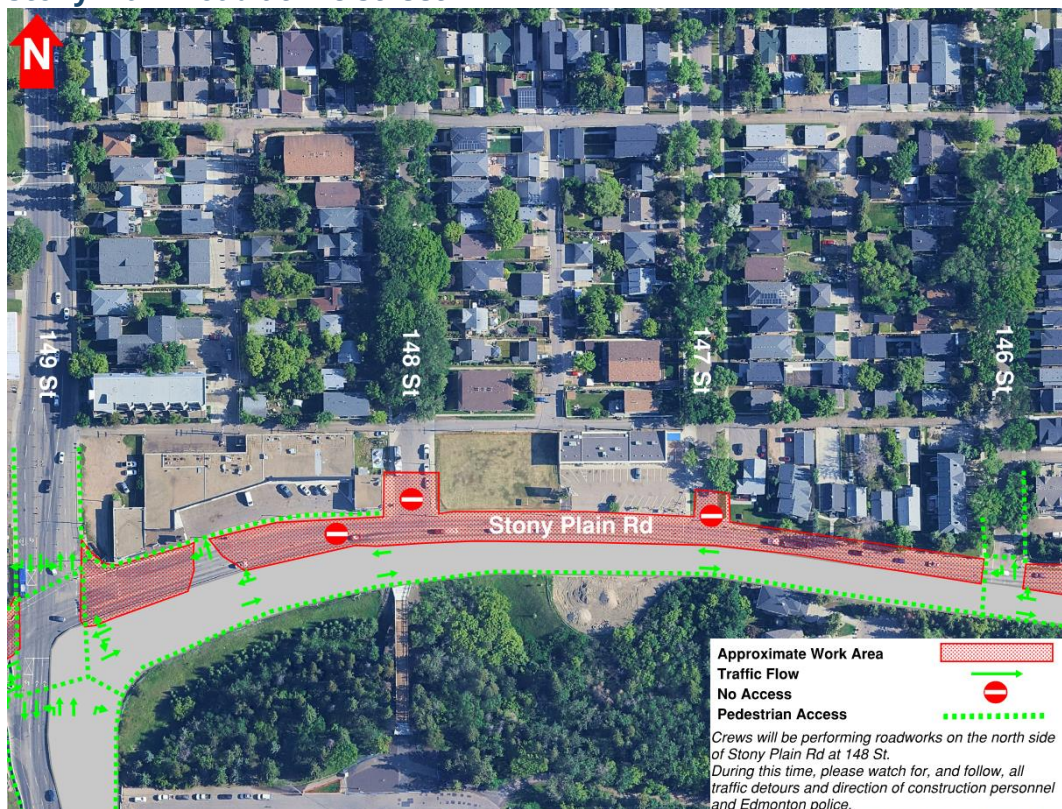 N
149 St
148 St
147 St
146 St
Stony Plain Rd
Approximate Work Area
Traffic Flow
No Access
Pedestrian Access
Crews will be performing roadworks on the north side
of Stony Plain Rd at 148 St.
During this time, please watch for, and follow, all
traffic detours and direction of construction personnel
and Edmonton police.